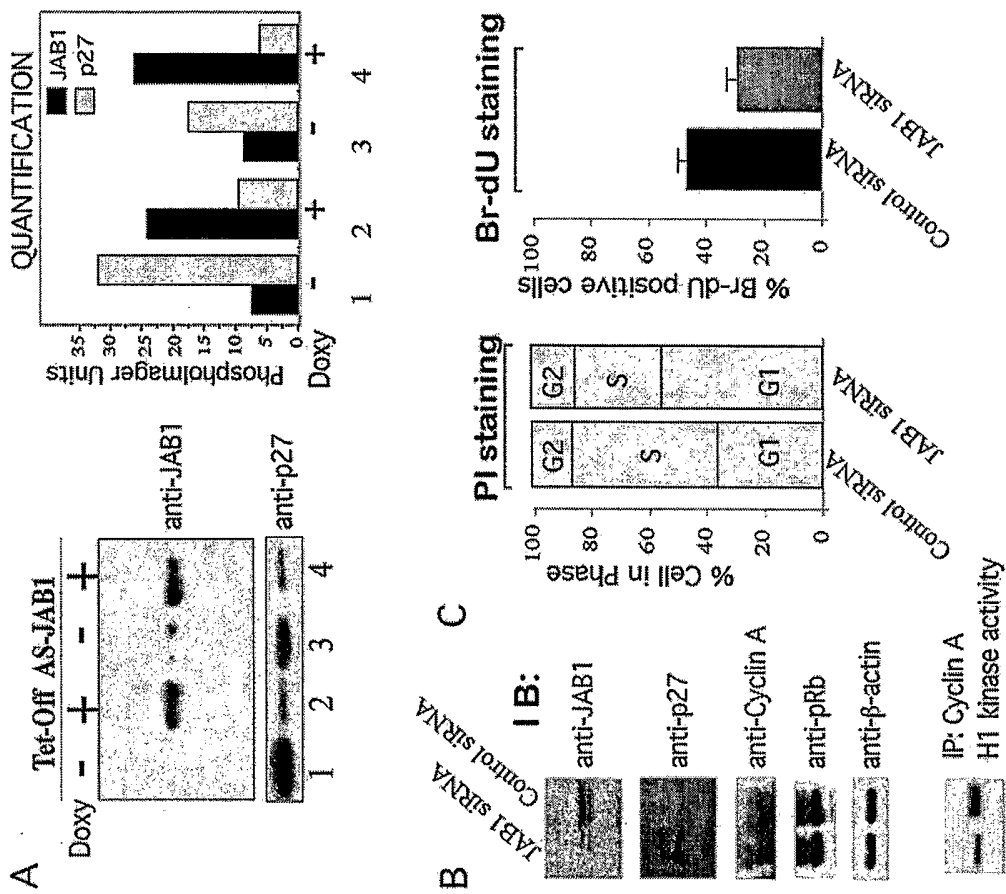 A
Tet-Off AS-JAB1
Doxy - + - +
anti-JAB1
anti-p27
1 2 3 4
QUANTIFICATION
JAB1
p27
PhosphoImager Units
35
30
25
20
15
10
5
0
Doxy - + - +
1 2 3 4
B
JAB1 siRNA
Control siRNA
IB:
anti-JAB1
anti-p27
anti-Cyclin A
anti-pRb
anti-β-actin
IP: Cyclin A
H1 kinase activity
C
PI staining
% Cell in Phase
100
80
60
40
20
0
G2
S
G1
G2
S
G1
Control siRNA
JAB1 siRNA
Br-dU staining
% Br-dU positive cells
100
80
60
40
20
0
Control siRNA
JAB1 siRNA